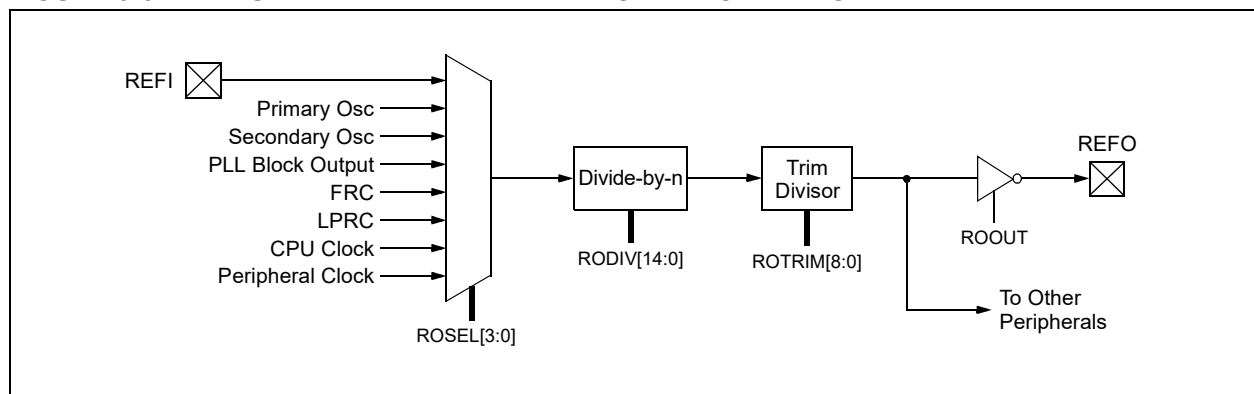 REFI
Primary Osc
Secondary Osc
PLL Block Output
FRC
LPRC
CPU Clock
Peripheral Clock
ROSEL[3:0]
Divide-by-n
RODIV[14:0]
Trim
Divisor
ROTRIM[8:0]
REFO
ROOUT
To Other
Peripherals